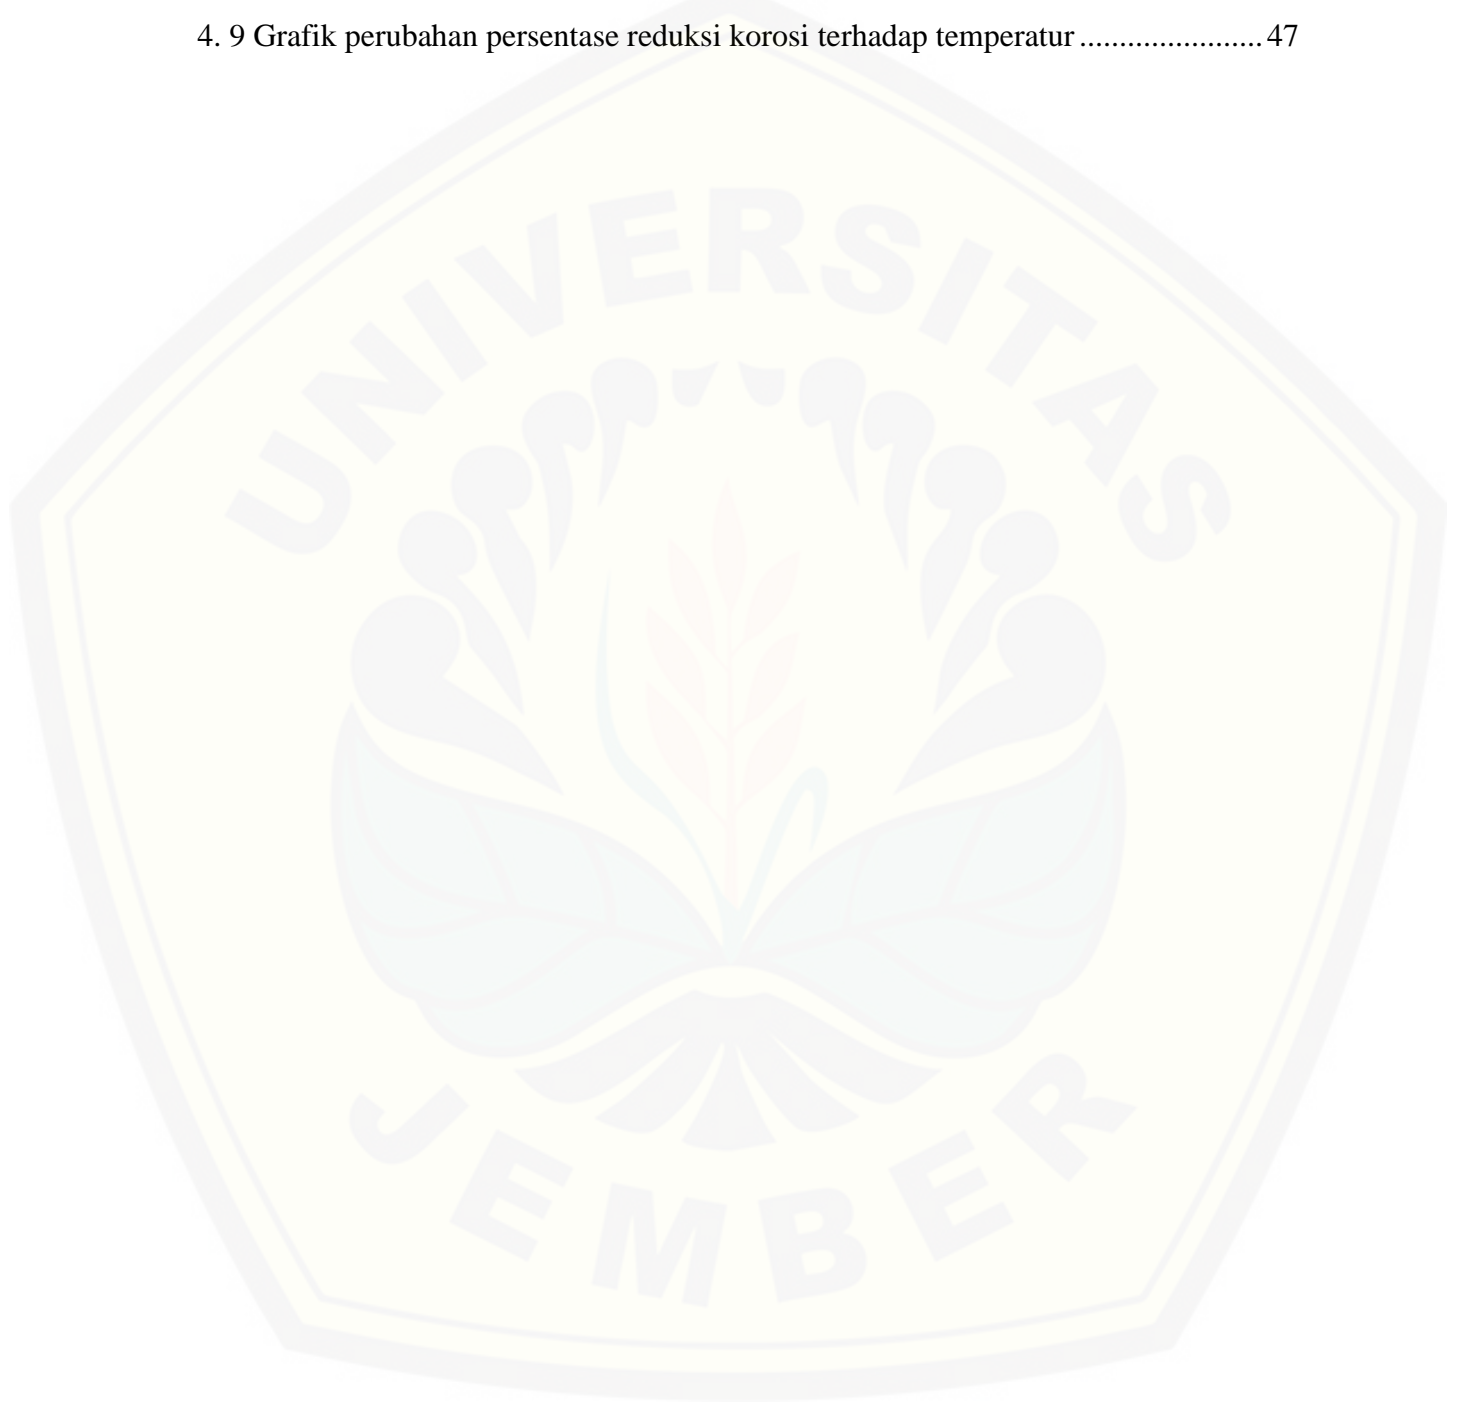 4. 9 Grafik perubahan persentase reduksi korosi terhadap temperatur ....................... 47
UNIVERSITAS
JEMBER